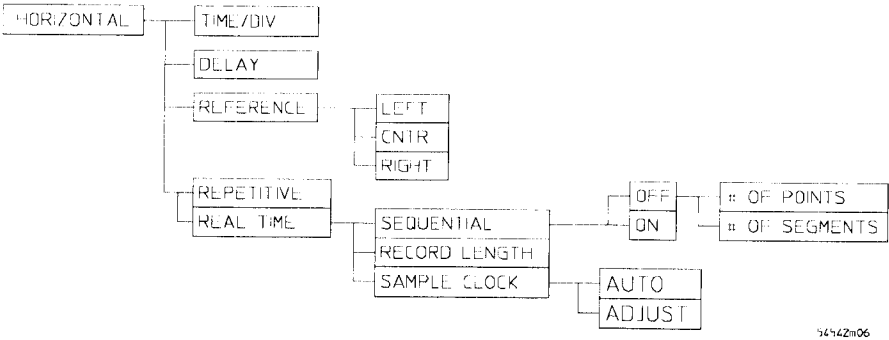 HORIZONTAL
TIME/DIV
DELAY
REFERENCE
LEFT
CNTR
RIGHT
REPETITIVE
REAL TIME
SEQUENTIAL
OFF
ON
# OF POINTS
# OF SEGMENTS
RECORD LENGTH
SAMPLE CLOCK
AUTO
ADJUST
54542m06